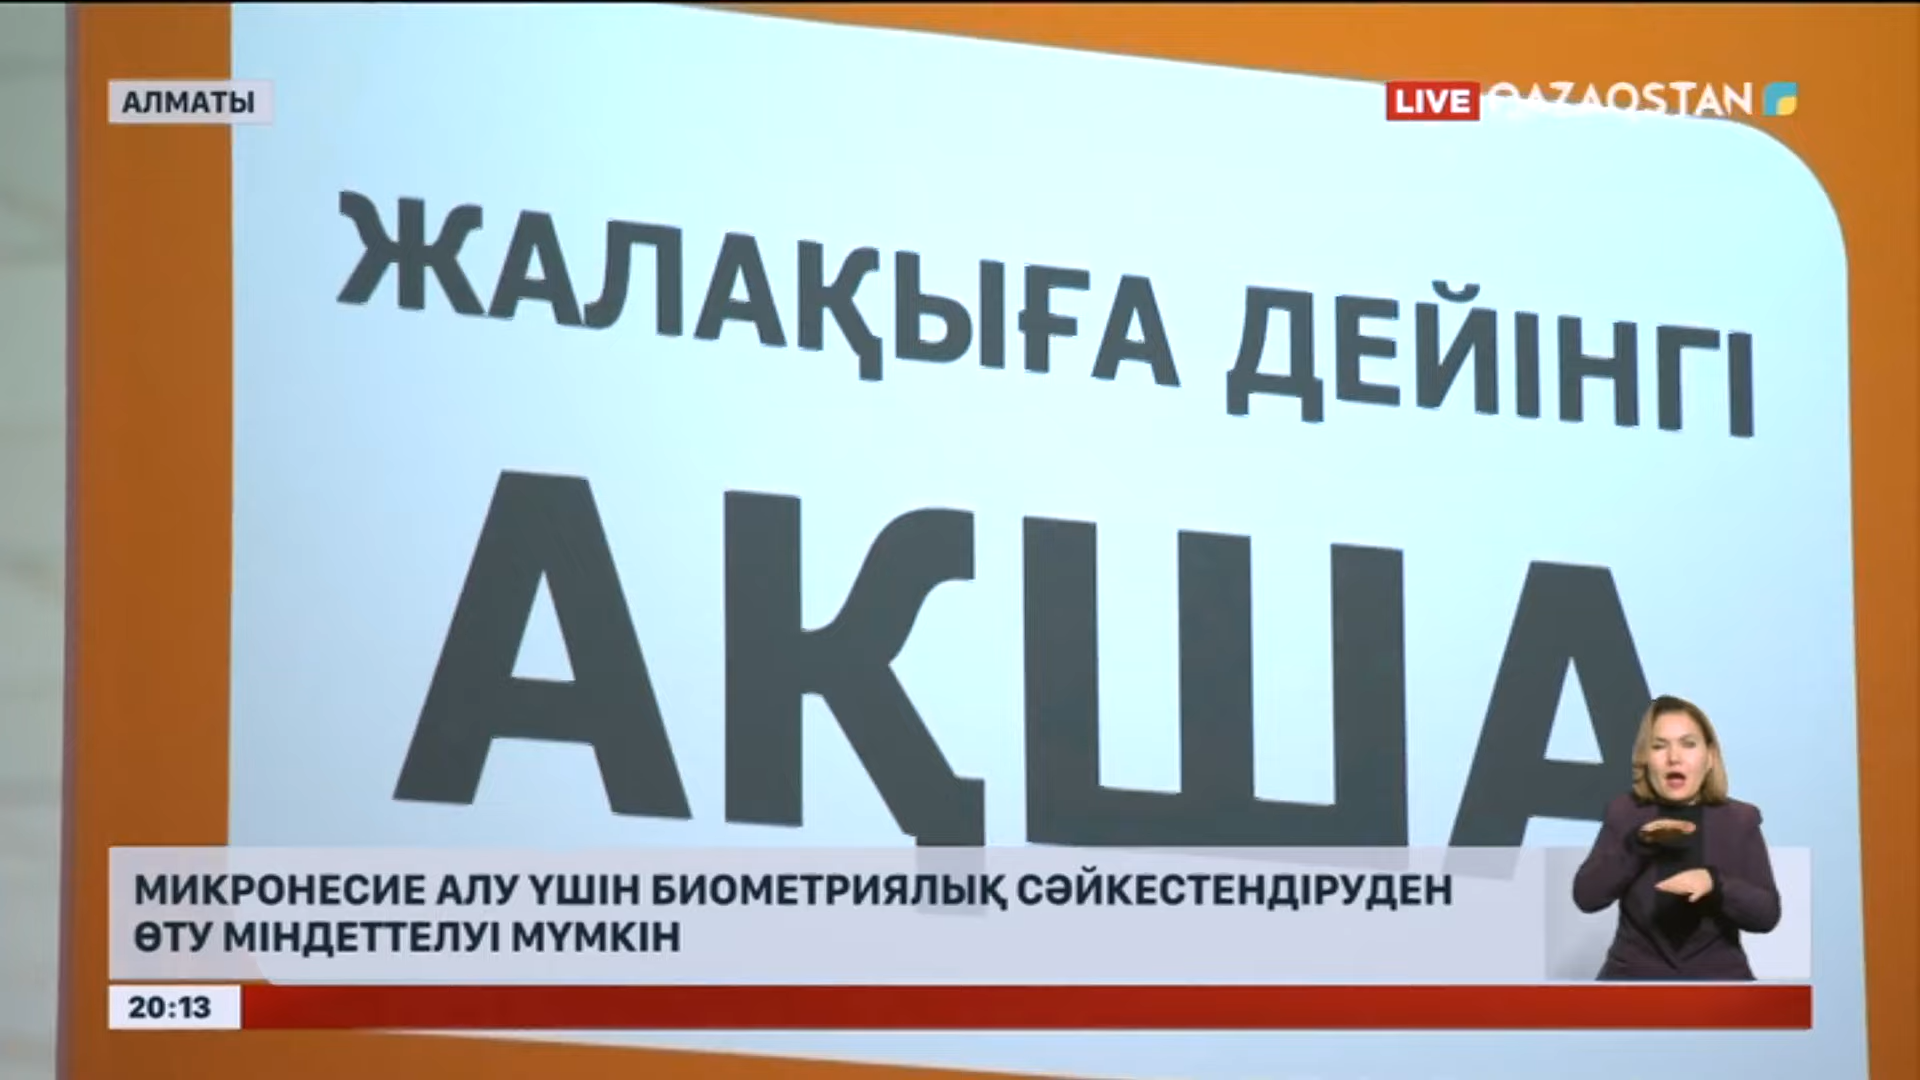 АЛМАТЫ
LIVE QAZAQSTAN
ЖАЛАҚЫҒА ДЕЙІНГІ
АҚША
МИКРОНЕСИЕ АЛУ ҮШІН БИОМЕТРИЯЛЫҚ СӘЙКЕСТЕНДІРУДЕН
ӨТУ МІНДЕТТЕЛУІ МҮМКІН
20:13